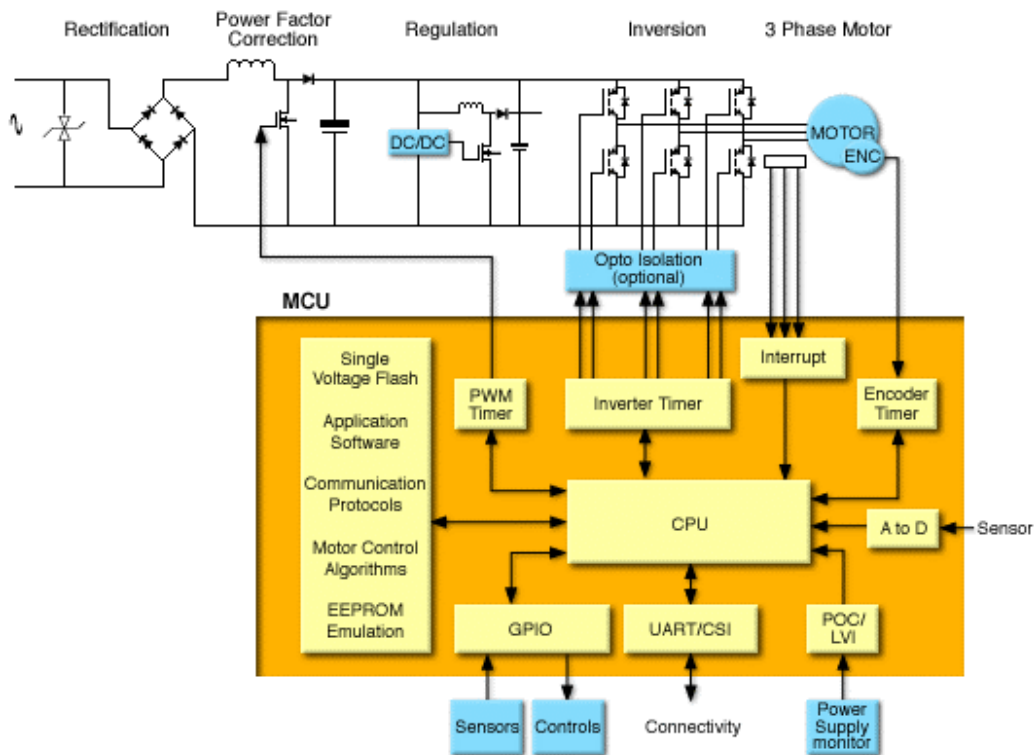 Rectification
Power Factor
Correction
Regulation
Inversion
3 Phase Motor
DC/DC
MOTOR
ENC
Opto Isolation
(optional)
MCU
Single
Voltage Flash
Application
Software
Communication
Protocols
Motor Control
Algorithms
EEPROM
Emulation
PWM
Timer
Inverter Timer
Interrupt
Encoder
Timer
CPU
A to D
Sensor
GPIO
UART/CSI
POC/
LVI
Sensors
Controls
Connectivity
Power
Supply
monitor